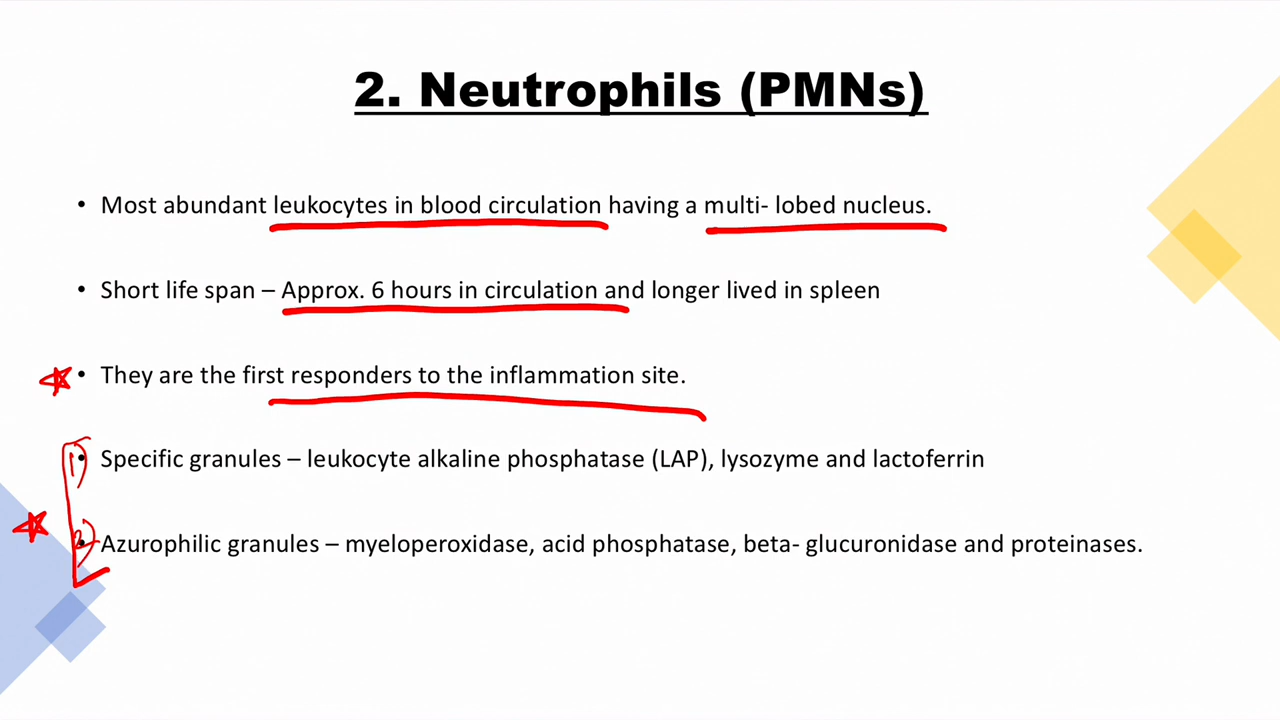 2. Neutrophils (PMNs)
• Most abundant leukocytes in blood circulation having a multi- lobed nucleus.
• Short life span – Approx. 6 hours in circulation and longer lived in spleen
• They are the first responders to the inflammation site.
1) • Specific granules – leukocyte alkaline phosphatase (LAP), lysozyme and lactoferrin
2) • Azurophilic granules – myeloperoxidase, acid phosphatase, beta- glucuronidase and proteinases.